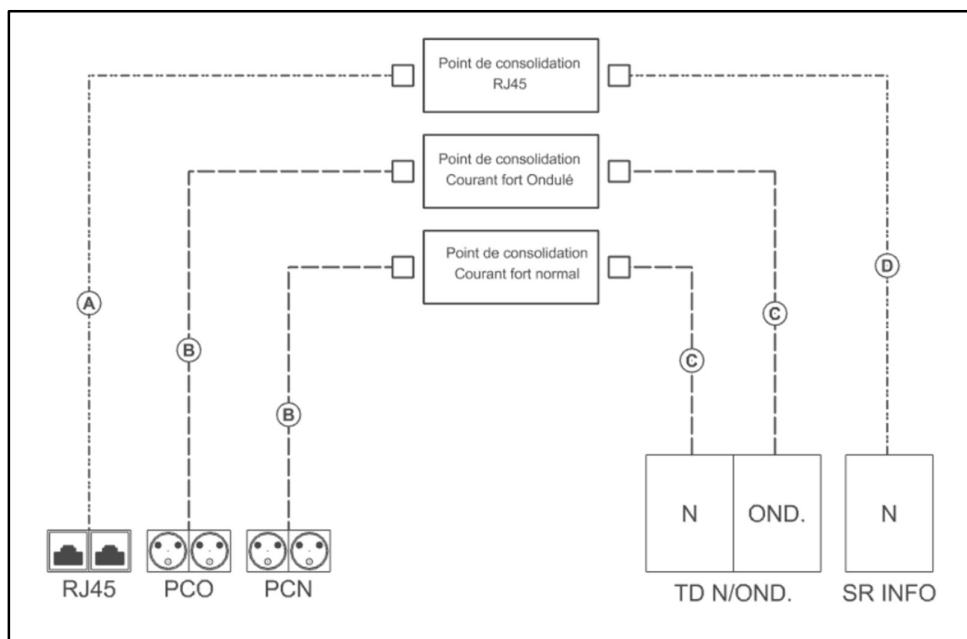 Point de consolidation
RJ45
Point de consolidation
Courant fort Ondulé
Point de consolidation
Courant fort normal
A
B
B
C
C
D
N
OND.
N
RJ45
PCO
PCN
TD N/OND.
SR INFO